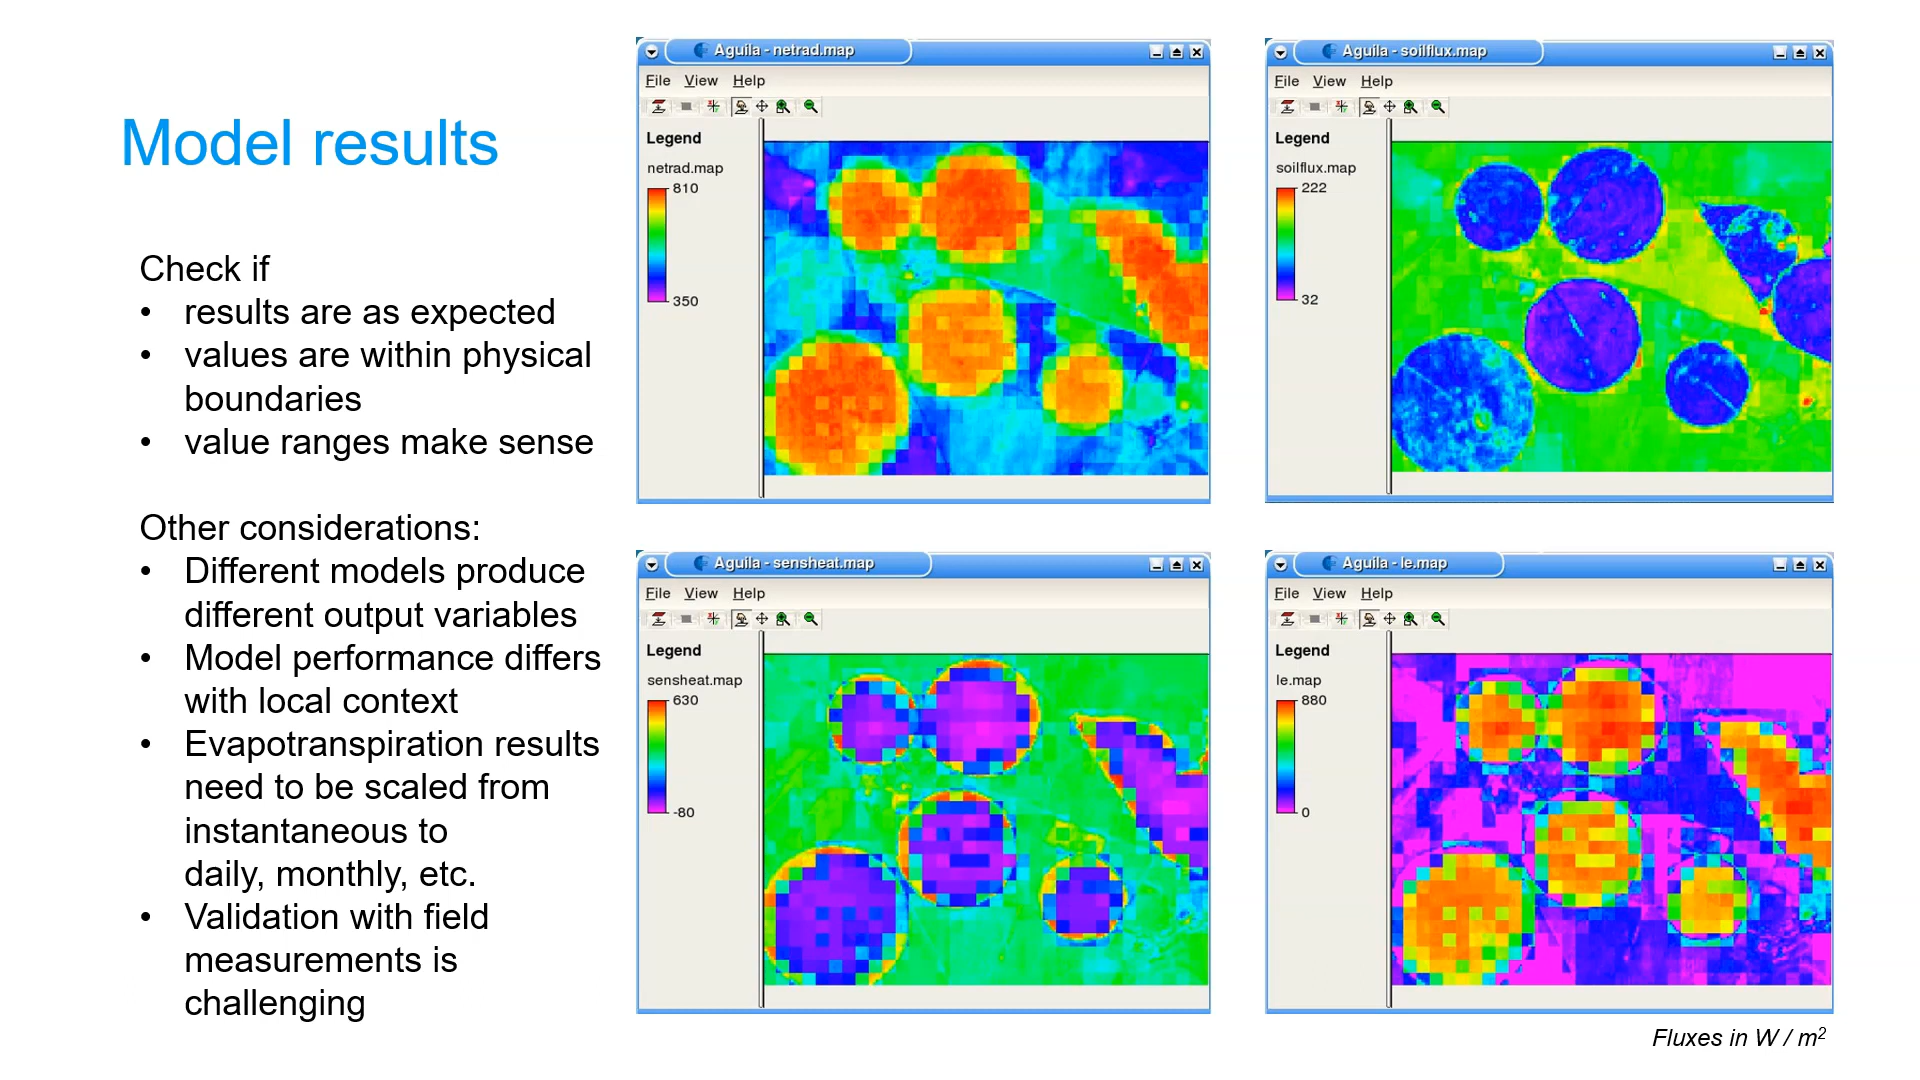 Model results
Check if
• results are as expected
• values are within physical
boundaries
• value ranges make sense
Other considerations:
• Different models produce
different output variables
• Model performance differs
with local context
• Evapotranspiration results
need to be scaled from
instantaneous to
daily, monthly, etc.
• Validation with field
measurements is
challenging
Aguila - netrad.map
File View Help
Legend
netrad.map
810
350
Aguila - soilflux.map
File View Help
Legend
soilflux.map
222
32
Aguila - sensheat.map
File View Help
Legend
sensheat.map
630
-80
Aguila - le.map
File View Help
Legend
le.map
880
0
Fluxes in W / m²